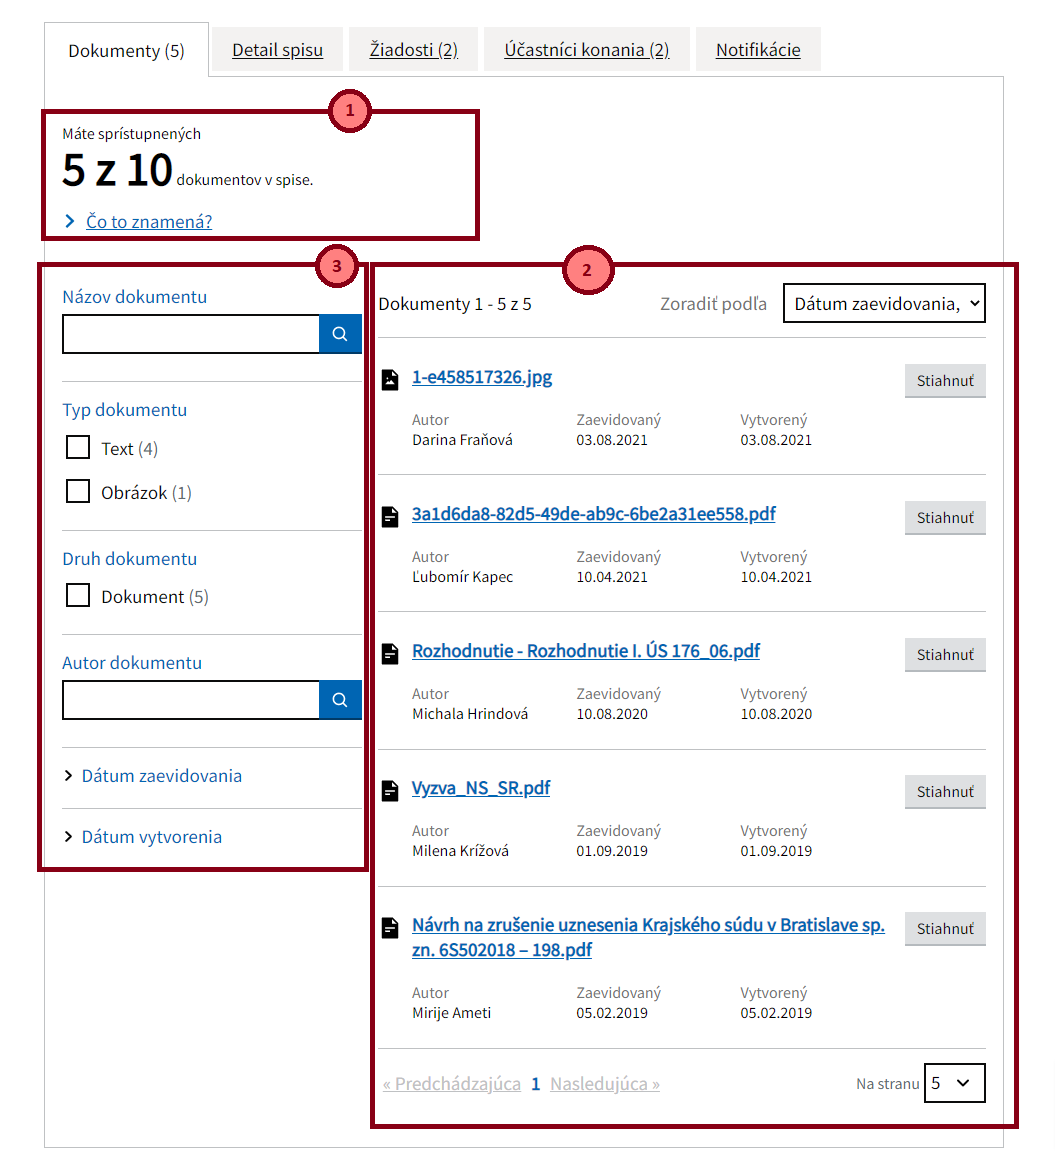 Dokumenty (5) Detail spisu Žiadosti (2) Účastníci konania (2) Notifikácie
1
Máte sprístupnených
5 z 10 dokumentov v spise.
Čo to znamená?
3
Názov dokumentu
Typ dokumentu
Text (4)
Obrázok (1)
Druh dokumentu
Dokument (5)
Autor dokumentu
Dátum zaevidovania
Dátum vytvorenia
2
Dokumenty 1 - 5 z 5 Zoradiť podľa Dátum zaevidovania,
1-e458517326.jpg Stiahnuť
Autor Zaevidovaný Vytvorený
Darina Fraňová 03.08.2021 03.08.2021
3a1d6da8-82d5-49de-ab9c-6be2a31ee558.pdf Stiahnuť
Autor Zaevidovaný Vytvorený
Ľubomír Kapec 10.04.2021 10.04.2021
Rozhodnutie - Rozhodnutie I. ÚS 176_06.pdf Stiahnuť
Autor Zaevidovaný Vytvorený
Michala Hrindová 10.08.2020 10.08.2020
Vyzva_NS_SR.pdf Stiahnuť
Autor Zaevidovaný Vytvorený
Milena Krížová 01.09.2019 01.09.2019
Návrh na zrušenie uznesenia Krajského súdu v Bratislave sp. Stiahnuť
zn. 6S502018 – 198.pdf
Autor Zaevidovaný Vytvorený
Mirije Ameti 05.02.2019 05.02.2019
« Predchádzajúca 1 Nasledujúca » Na stranu 5